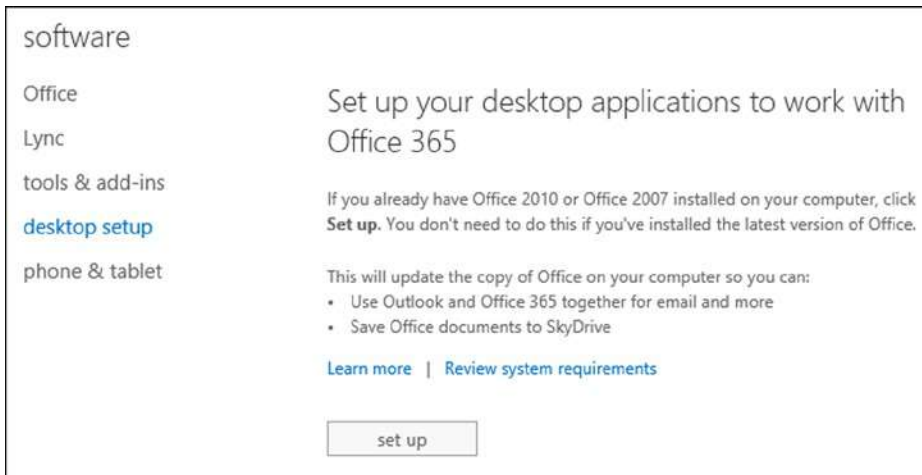 software
Office
Lync
tools & add-ins
desktop setup
phone & tablet
Set up your desktop applications to work with
Office 365
If you already have Office 2010 or Office 2007 installed on your computer, click
Set up. You don't need to do this if you've installed the latest version of Office.
This will update the copy of Office on your computer so you can:
• Use Outlook and Office 365 together for email and more
• Save Office documents to SkyDrive
Learn more | Review system requirements
set up